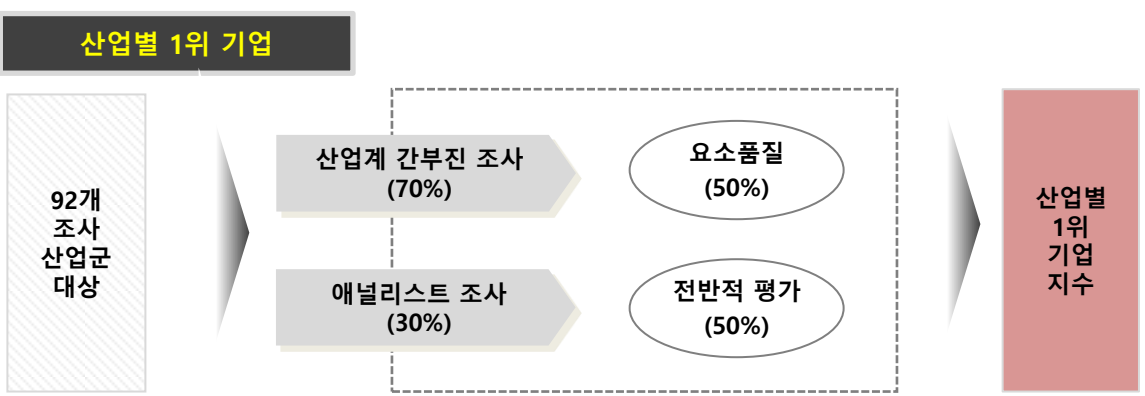 산업별 1위 기업
92개
조사
산업군
대상
산업계 간부진 조사
(70%)
요소품질
(50%)
애널리스트 조사
(30%)
전반적 평가
(50%)
산업별
1위
기업
지수